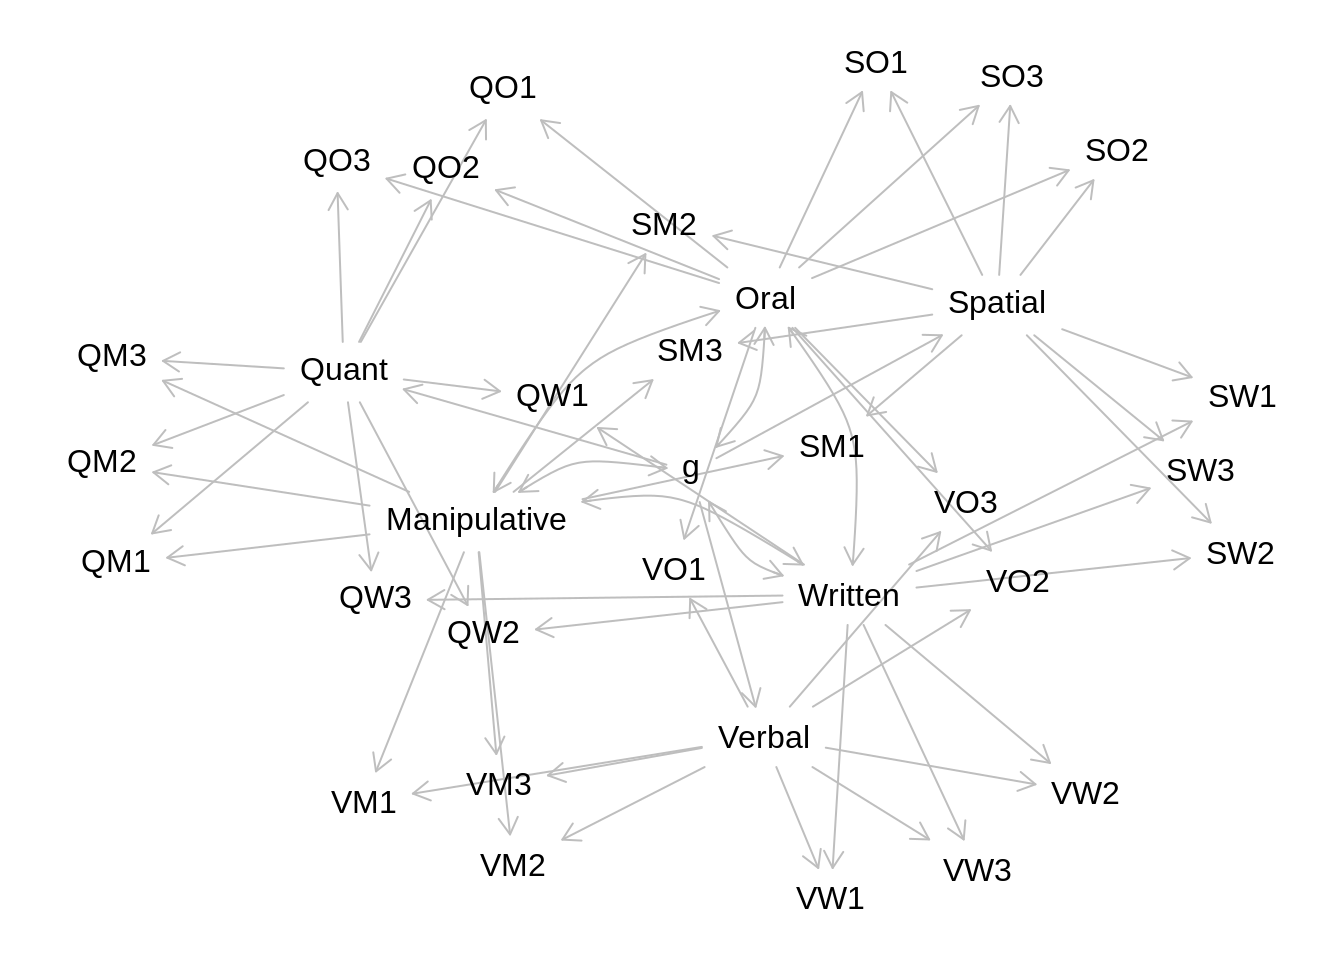 SO1
SO3
QO1
SO2
QO3
QO2
SM2
Oral
Spatial
SM3
QM3
Quant
QW1
SW1
SM1
QM2
g
SW3
VO3
Manipulative
SW2
QM1
VO1
VO2
QW3
Written
QW2
Verbal
VM3
VW2
VM1
VM2
VW3
VW1